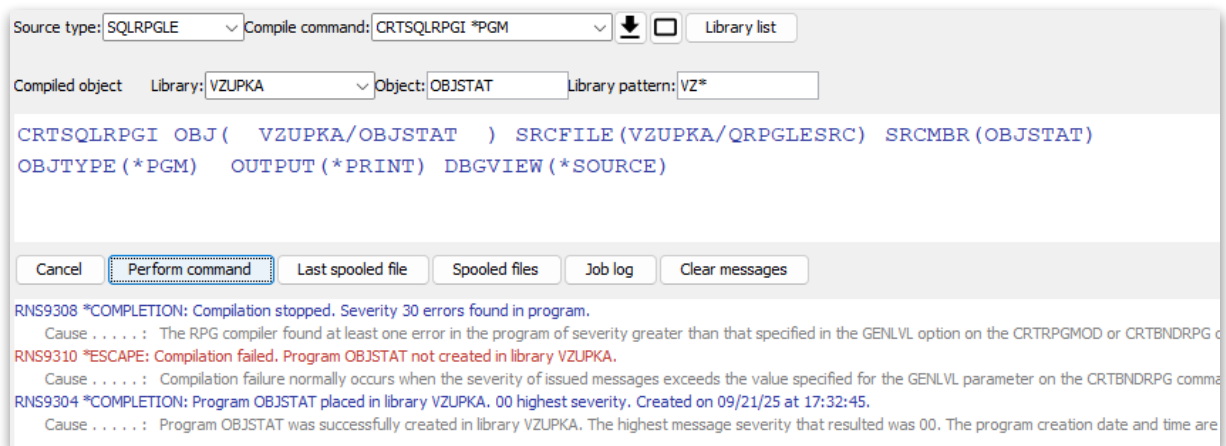 Source type: SQLRPGLE Compile command: CRTSQLRPGI *PGM Library list
Compiled object Library: VZUPKA Object: OBJSTAT Library pattern: VZ*
CRTSQLRPGI OBJ(  VZUPKA/OBJSTAT  ) SRCFILE(VZUPKA/QRPGLESRC) SRCMBR(OBJSTAT)
OBJTYPE(*PGM)  OUTPUT(*PRINT) DBGVIEW(*SOURCE)
Cancel Perform command Last spooled file Spooled files Job log Clear messages
RNS9308 *COMPLETION: Compilation stopped. Severity 30 errors found in program.
Cause . . . . . :   The RPG compiler found at least one error in the program of severity greater than that specified in the GENLVL option on the CRTRPGMOD or CRTBNDRPG
RNS9310 *ESCAPE: Compilation failed. Program OBJSTAT not created in library VZUPKA.
Cause . . . . . :   Compilation failure normally occurs when the severity of issued messages exceeds the value specified for the GENLVL parameter on the CRTBNDRPG
RNS9304 *COMPLETION: Program OBJSTAT placed in library VZUPKA. 00 highest severity. Created on 09/21/25 at 17:32:45.
Cause . . . . . :   Program OBJSTAT was successfully created in library VZUPKA. The highest message severity that resulted was 00. The program creation date and time are